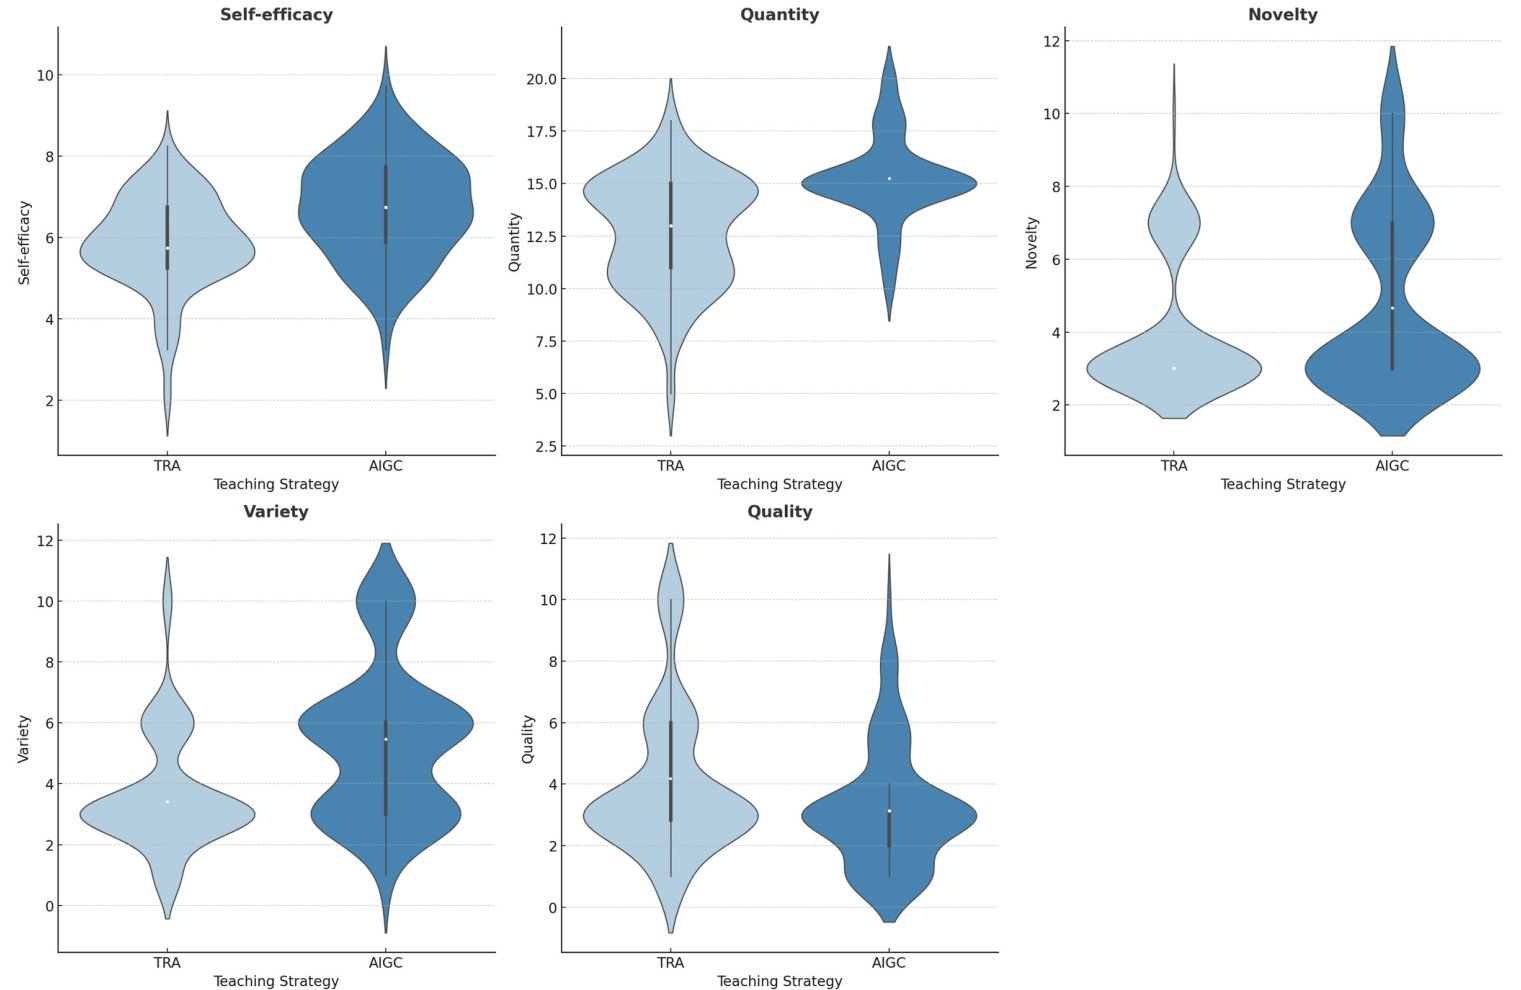 Self-efficacy
Self-efficacy
10
8
6
4
2
TRA
AIGC
Teaching Strategy
Quantity
Quantity
20.0
17.5
15.0
12.5
10.0
7.5
5.0
2.5
TRA
AIGC
Teaching Strategy
Novelty
Novelty
12
10
8
6
4
2
TRA
AIGC
Teaching Strategy
Variety
Variety
12
10
8
6
4
2
0
TRA
AIGC
Teaching Strategy
Quality
Quality
12
10
8
6
4
2
0
TRA
AIGC
Teaching Strategy